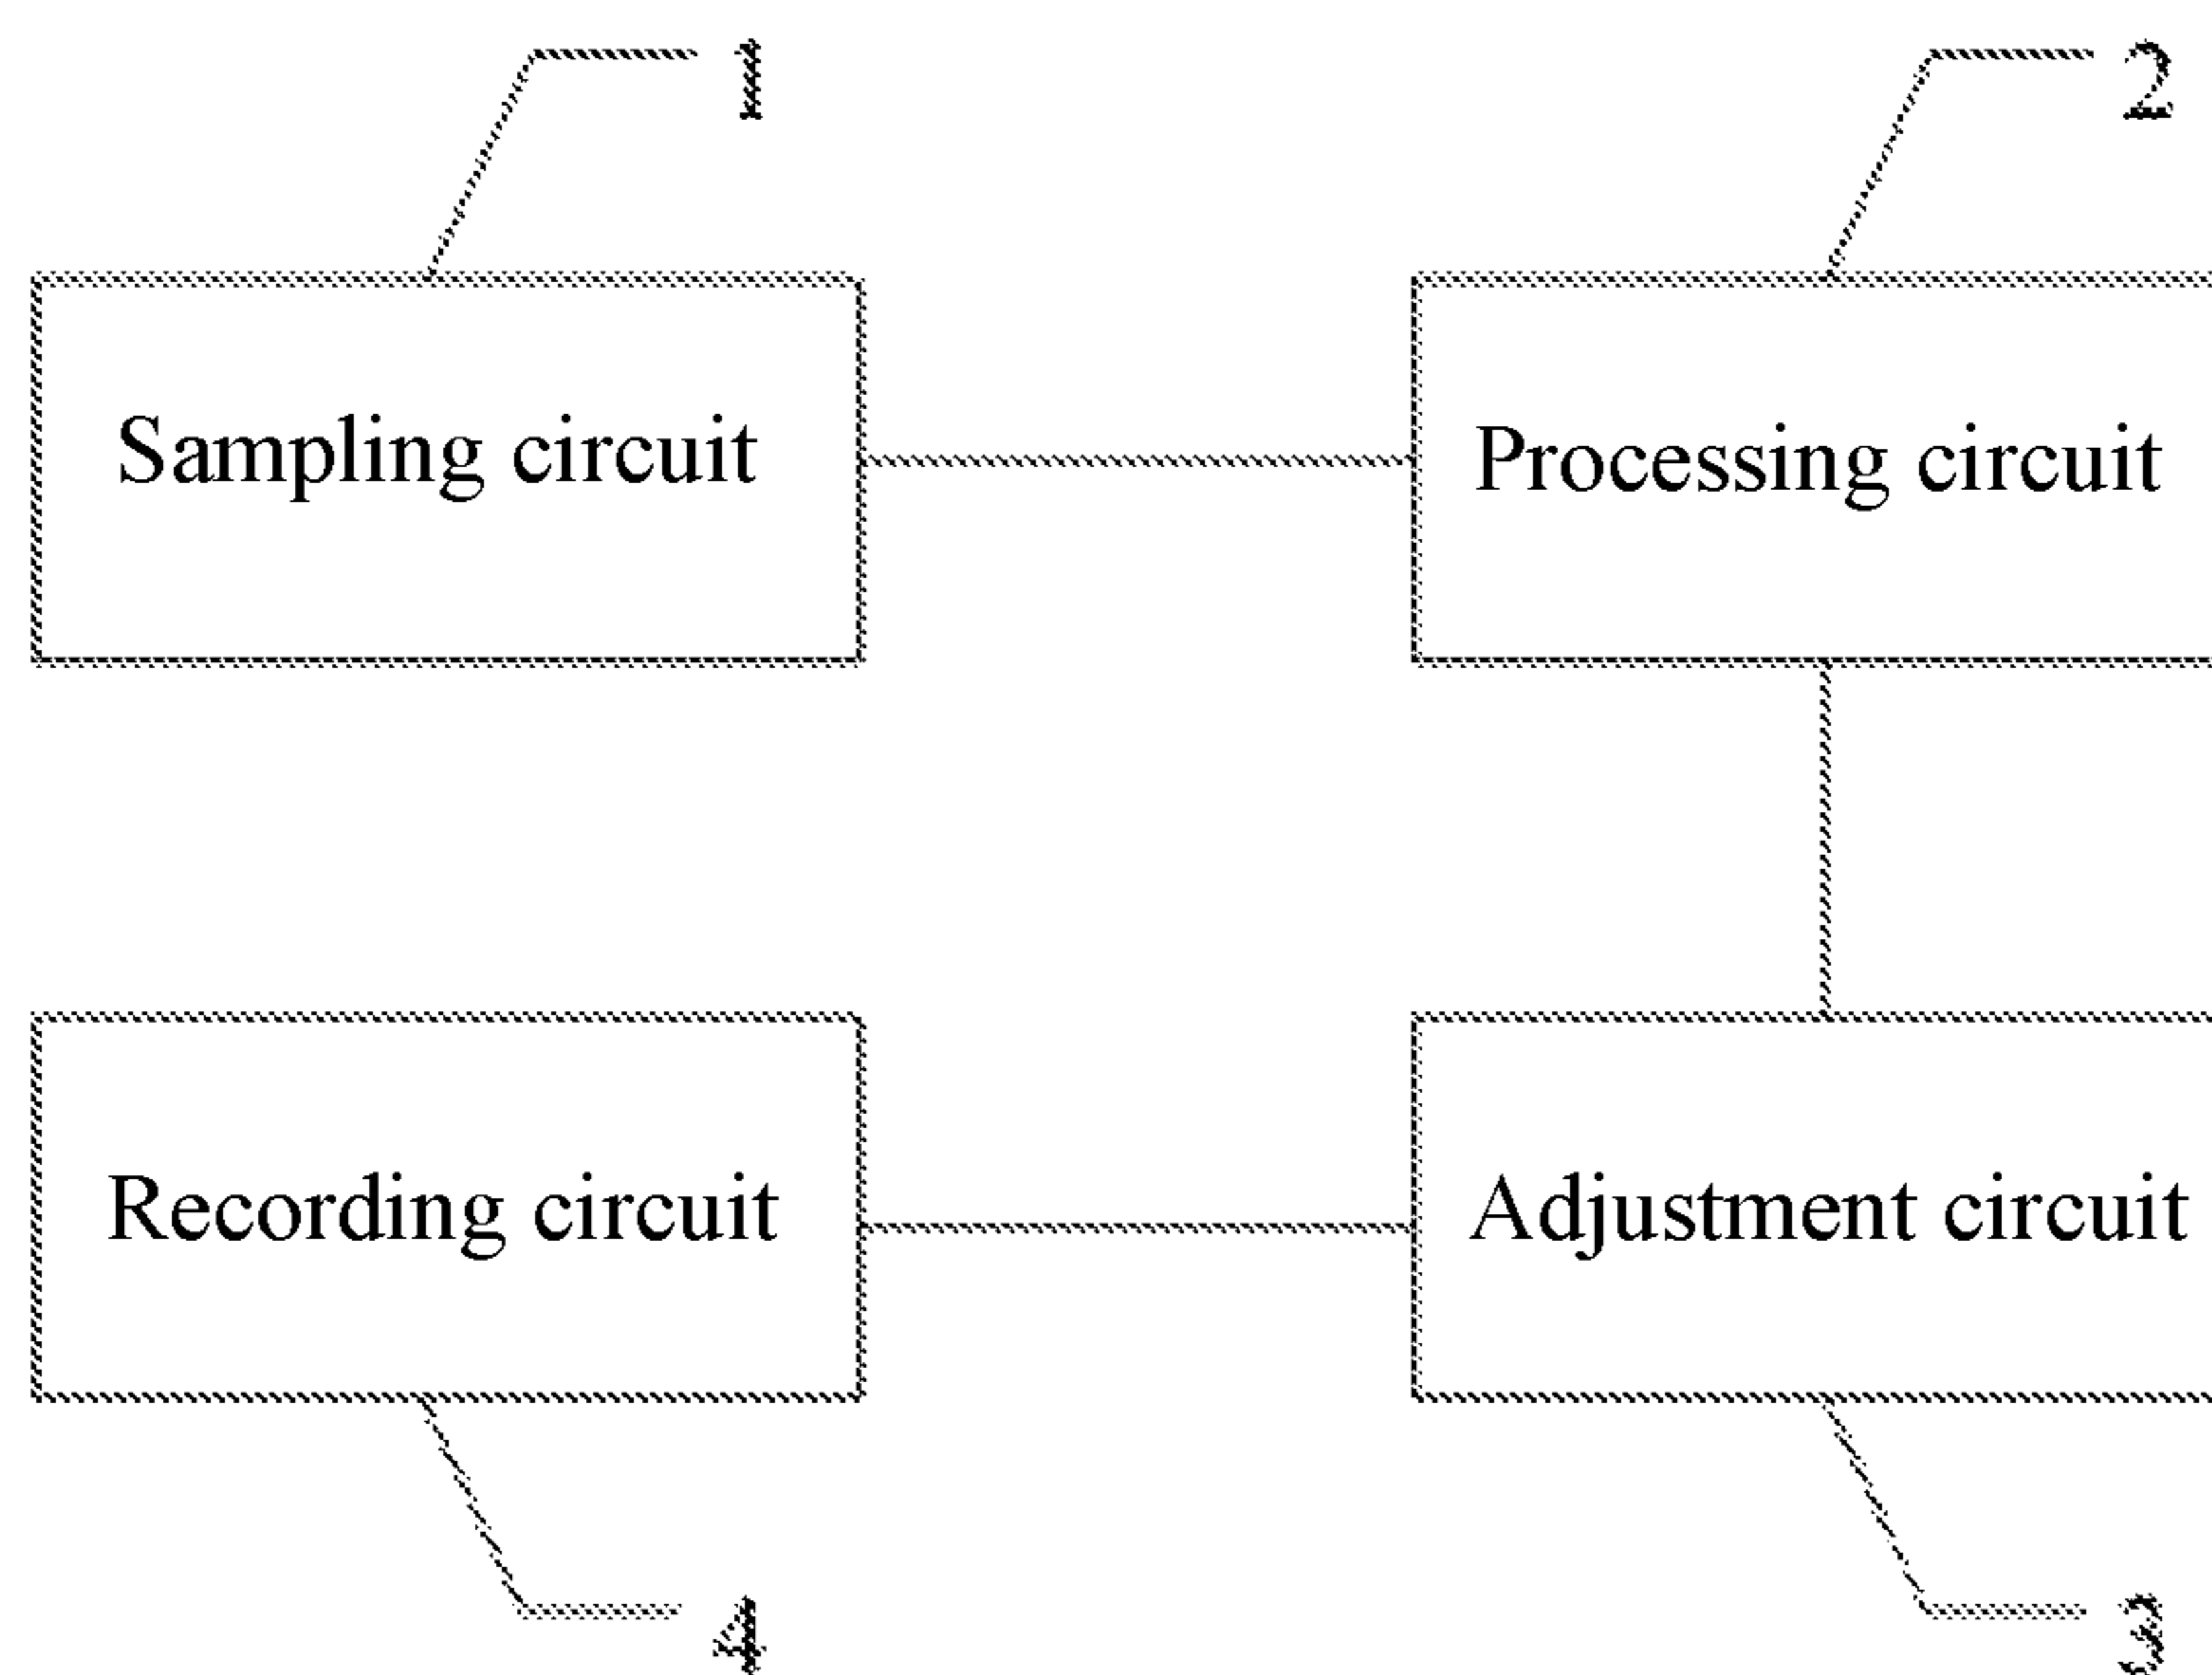 1
2
Sampling circuit
Processing circuit
Recording circuit
Adjustment circuit
4
3